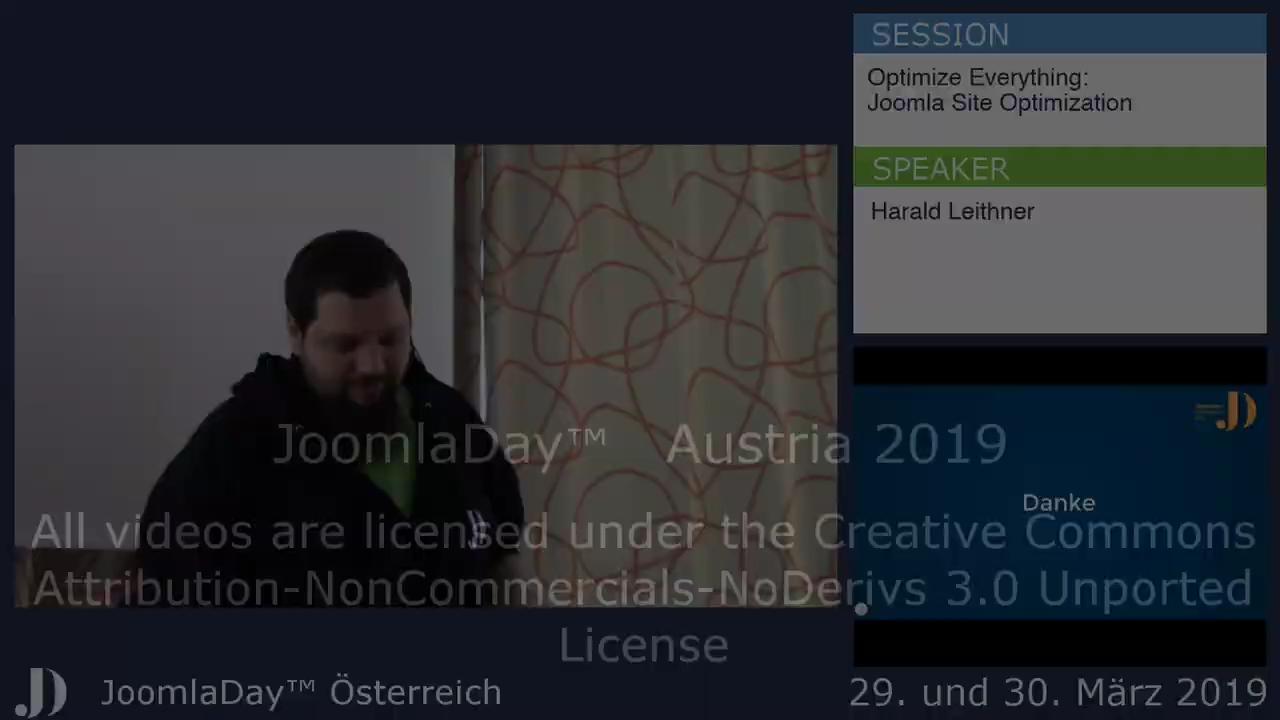 SESSION
Optimize Everything:
Joomla Site Optimization
SPEAKER
Harald Leithner
Danke
JoomlaDay™ Austria 2019
All videos are licensed under the Creative Commons
Attribution-NonCommercials-NoDerivs 3.0 Unported
License
JoomlaDay™ Österreich
29. und 30. März 2019